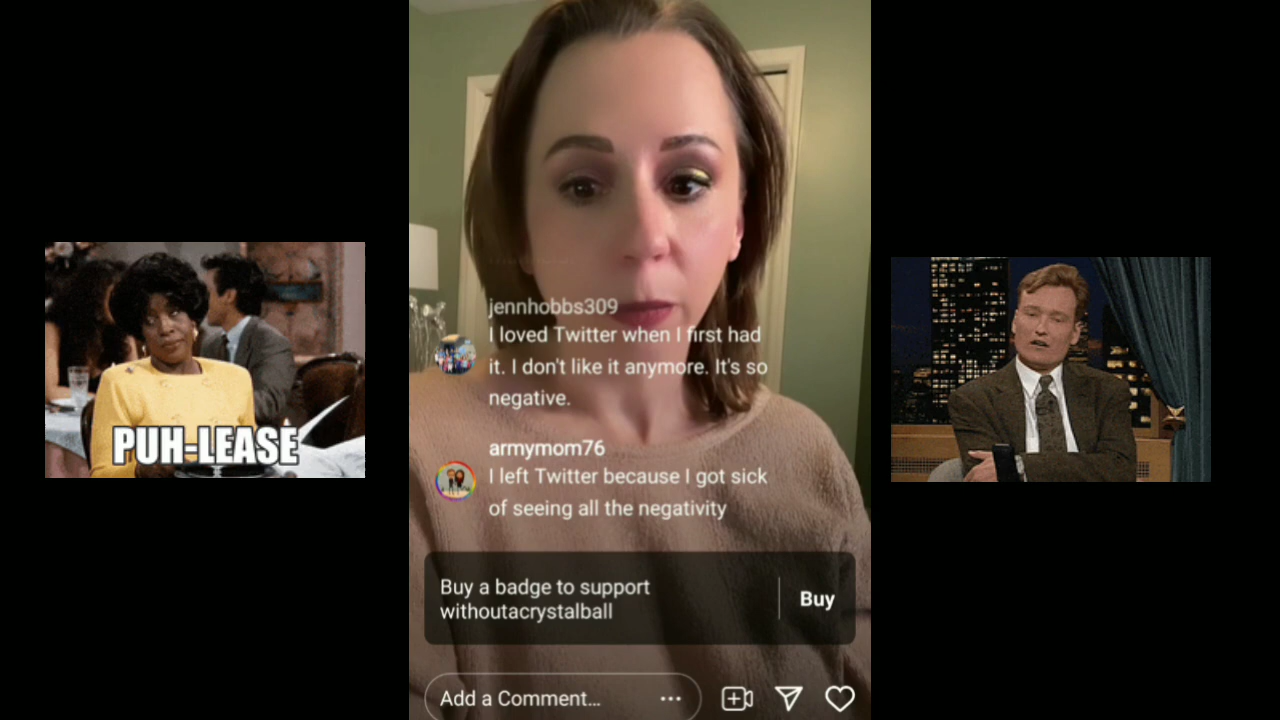 PUH-LEASE
jennhobbs309
I loved Twitter when I first had
it. I don't like it anymore. It's so
negative.
armymom76
I left Twitter because I got sick
of seeing all the negativity
Buy a badge to support
withoutacrystalball
Buy
Add a Comment...